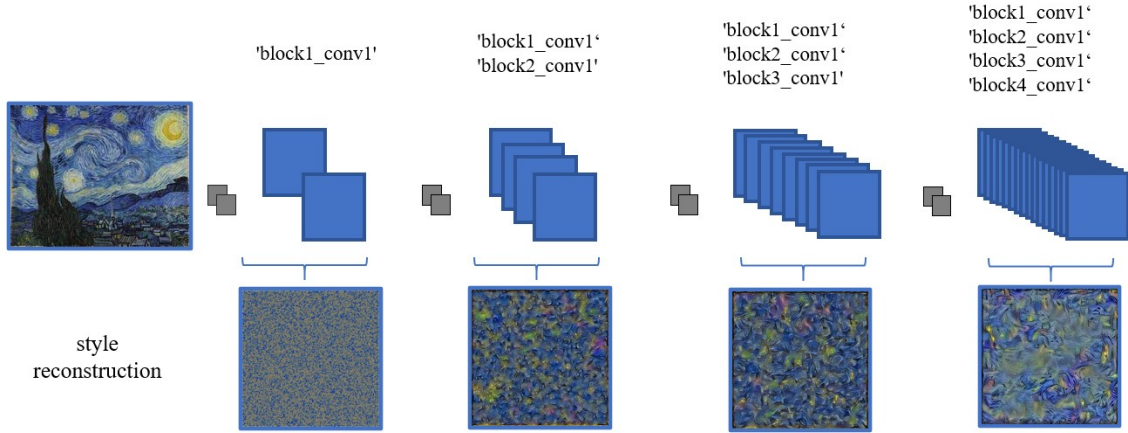 'block1_conv1'
'block1_conv1‘
'block2_conv1'
'block1_conv1‘
'block2_conv1‘
'block3_conv1'
'block1_conv1‘
'block2_conv1‘
'block3_conv1‘
'block4_conv1‘
style
reconstruction